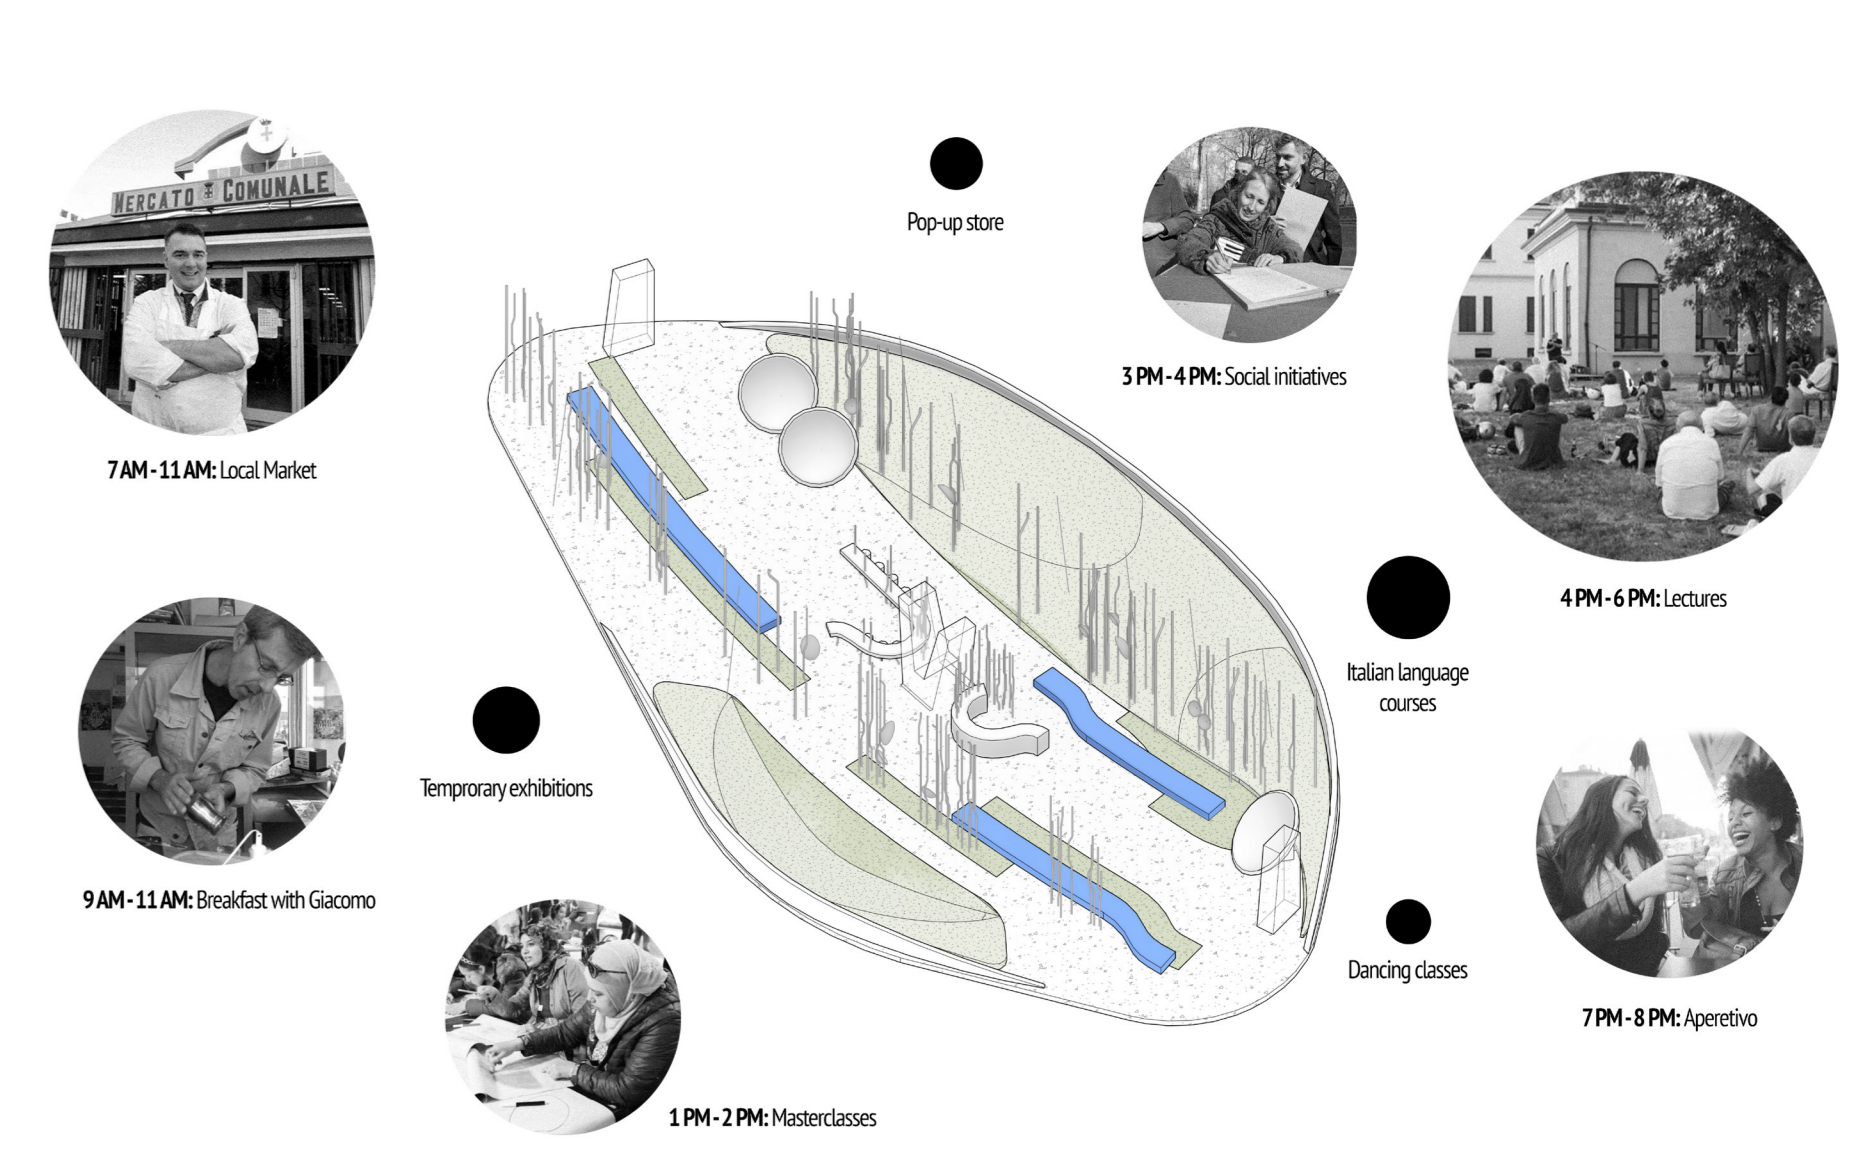 MERCATO COMUNALE
7 AM - 11 AM: Local Market
9 AM - 11 AM: Breakfast with Giacomo
Temprorary exhibitions
1 PM - 2 PM: Masterclasses
Pop-up store
3 PM - 4 PM: Social initiatives
4 PM - 6 PM: Lectures
Italian language
courses
Dancing classes
7 PM - 8 PM: Aperetivo